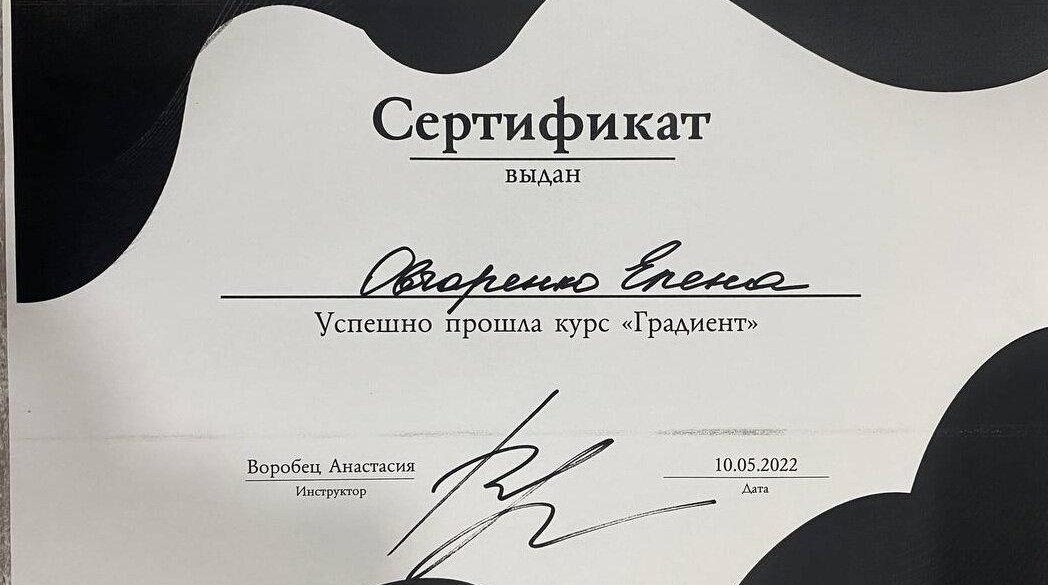 Сертификат
выдан
Овчаренко Елена
Успешно прошла курс «Градиент»
Воробец Анастасия
Инструктор
10.05.2022
Дата